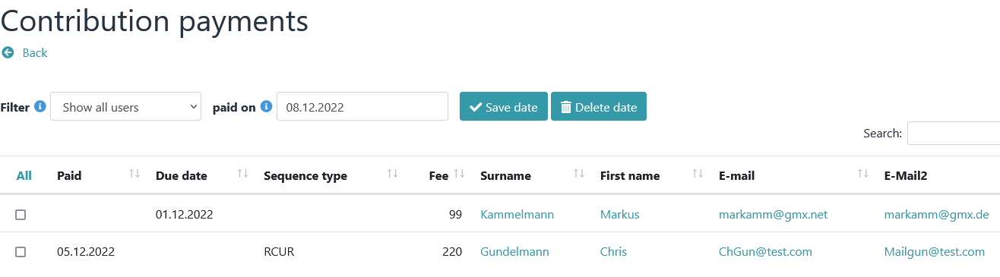 Contribution payments
Back
Filter Show all users paid on 08.12.2022 Save date Delete date
Search:
All Paid Due date Sequence type Fee Surname First name E-mail E-Mail2
01.12.2022 99 Kammelmann Markus markamm@gmx.net markamm@gmx.de
05.12.2022 RCUR 220 Gundelmann Chris ChGun@test.com Mailgun@test.com